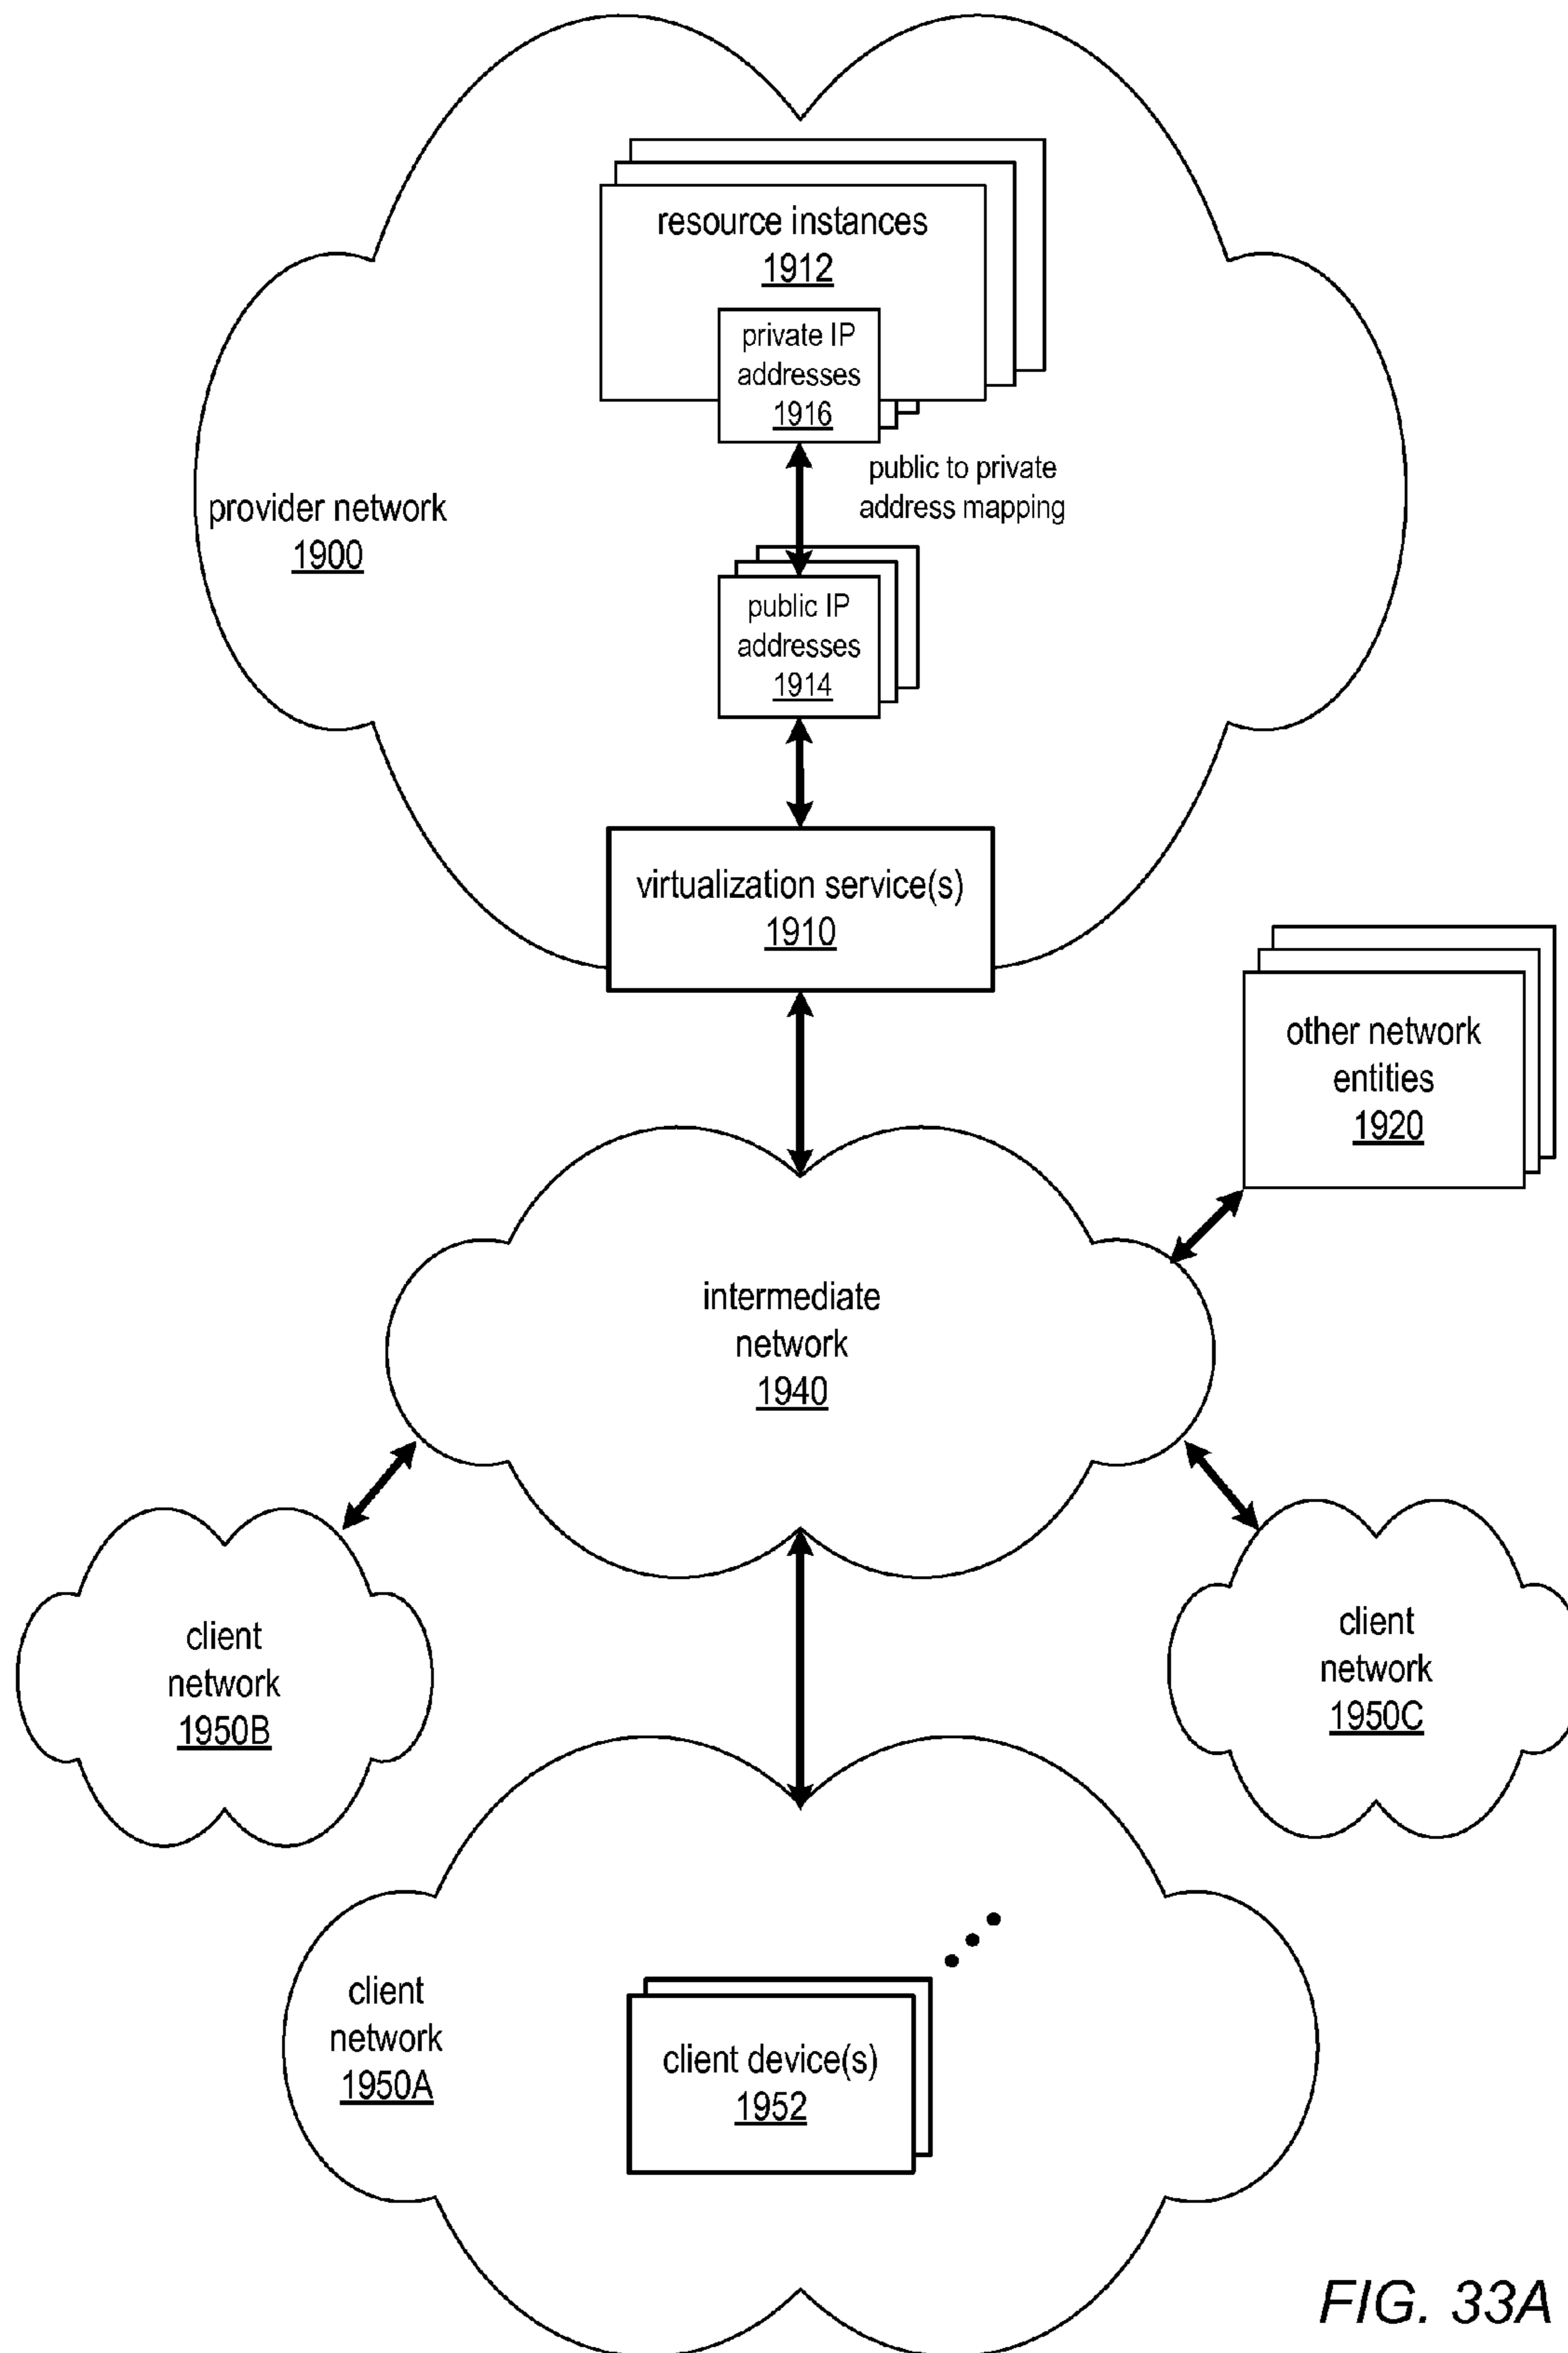 resource instances
1912
private IP
addresses
1916
public to private
address mapping
provider network
1900
public IP
addresses
1914
virtualization service(s)
1910
other network
entities
1920
intermediate
network
1940
client
network
1950B
client
network
1950C
client
network
1950A
client device(s)
1952
FIG. 33A